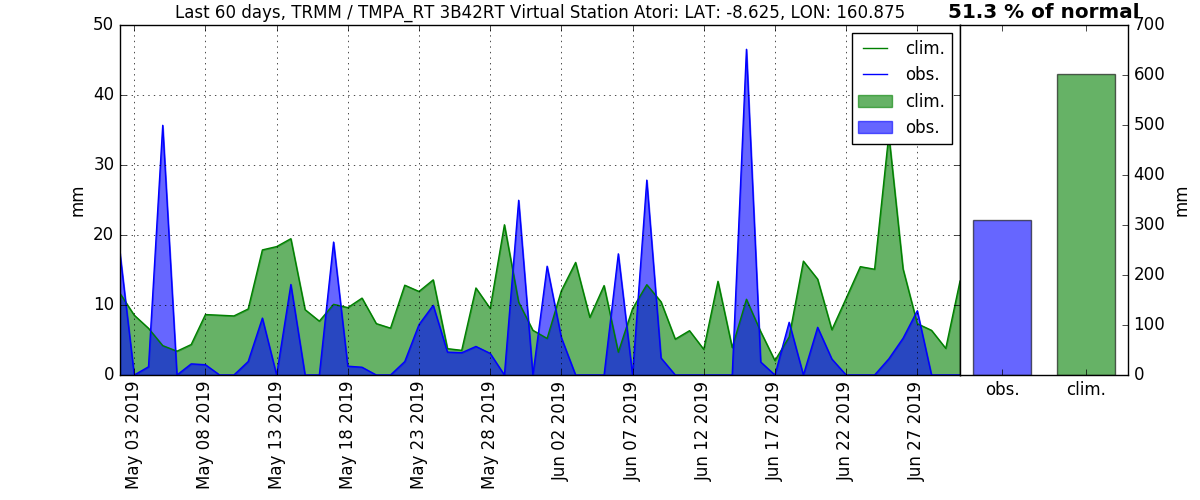 Last 60 days, TRMM / TMPA_RT 3B42RT Virtual Station Atori: LAT: -8.625, LON: 160.875
51.3 % of normal
50
40
30
20
10
0
mm
clim.
obs.
clim.
obs.
700
600
500
400
300
200
100
0
mm
May 03 2019
May 08 2019
May 13 2019
May 18 2019
May 23 2019
May 28 2019
Jun 02 2019
Jun 07 2019
Jun 12 2019
Jun 17 2019
Jun 22 2019
Jun 27 2019
obs.
clim.